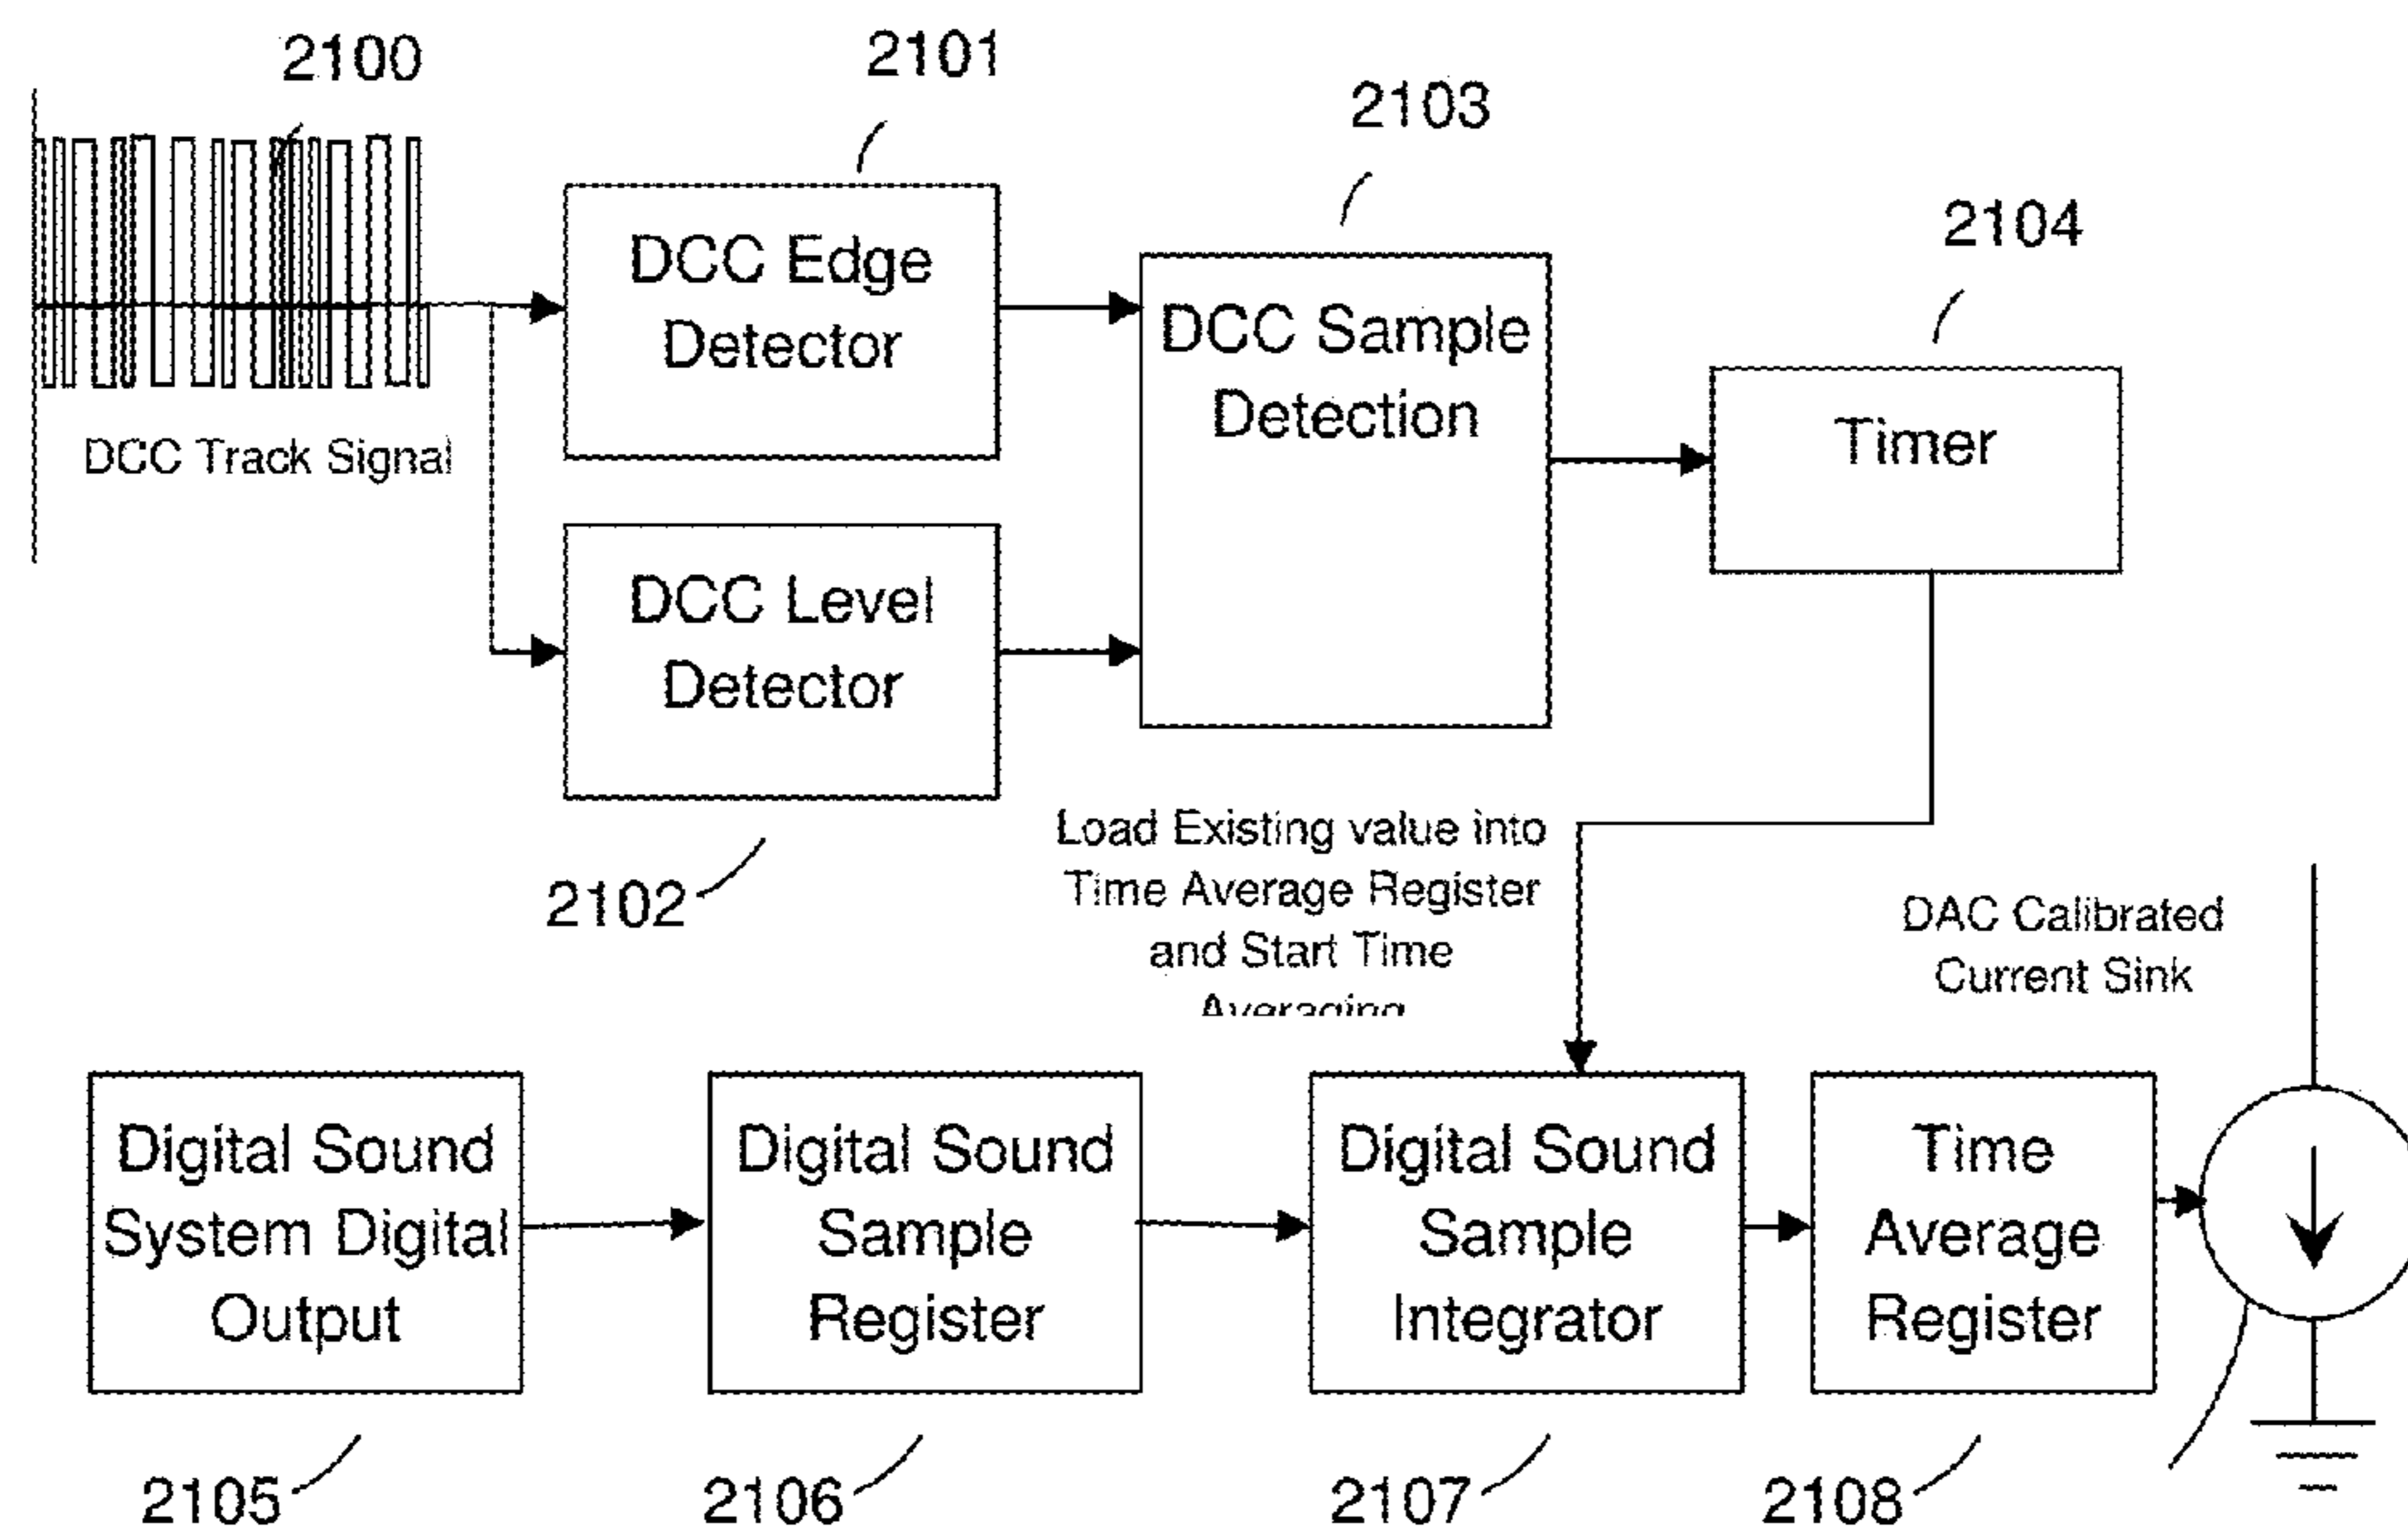 2100
2101
2103
2104
DCC Edge
Detector
DCC Sample
Detection
Timer
DCC Track Signal
DCC Level
Detector
2102
Load Existing value into
Time Average Register
and Start Time
Averaging
DAC Calibrated
Current Sink
Digital Sound
System Digital
Output
Digital Sound
Sample
Register
Digital Sound
Sample
Integrator
Time
Average
Register
2105
2106
2107
2108